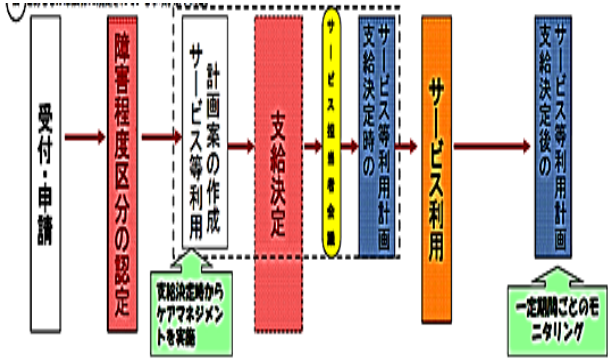 受付・申請
障害程度区分の認定
サービス等利用
計画案の作成
支給決定
サービス担当者会議
支給決定時の
サービス等利用計画
サービス利用
支給決定後の
サービス等利用計画
支給決定時から
ケアマネジメン
トを実施
一定期間ごとのモ
ニタリング